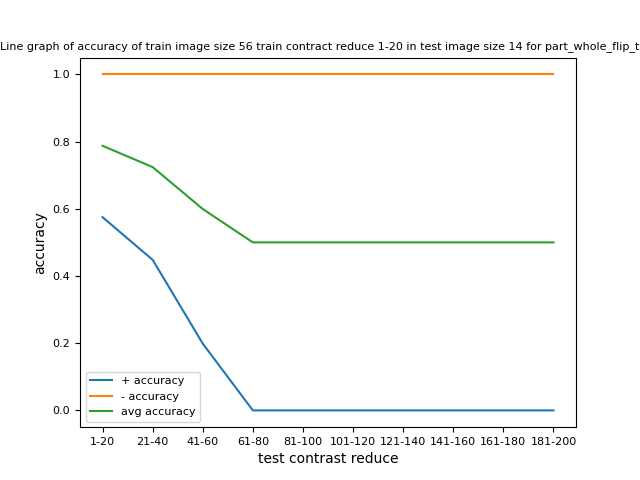 Line graph of accuracy of train image size 56 train contract reduce 1-20 in test image size 14 for part_whole_flip_t
1.0
0.8
0.6
0.4
0.2
0.0
accuracy
+ accuracy
- accuracy
avg accuracy
1-20 21-40 41-60 61-80 81-100 101-120 121-140 141-160 161-180 181-200
test contrast reduce